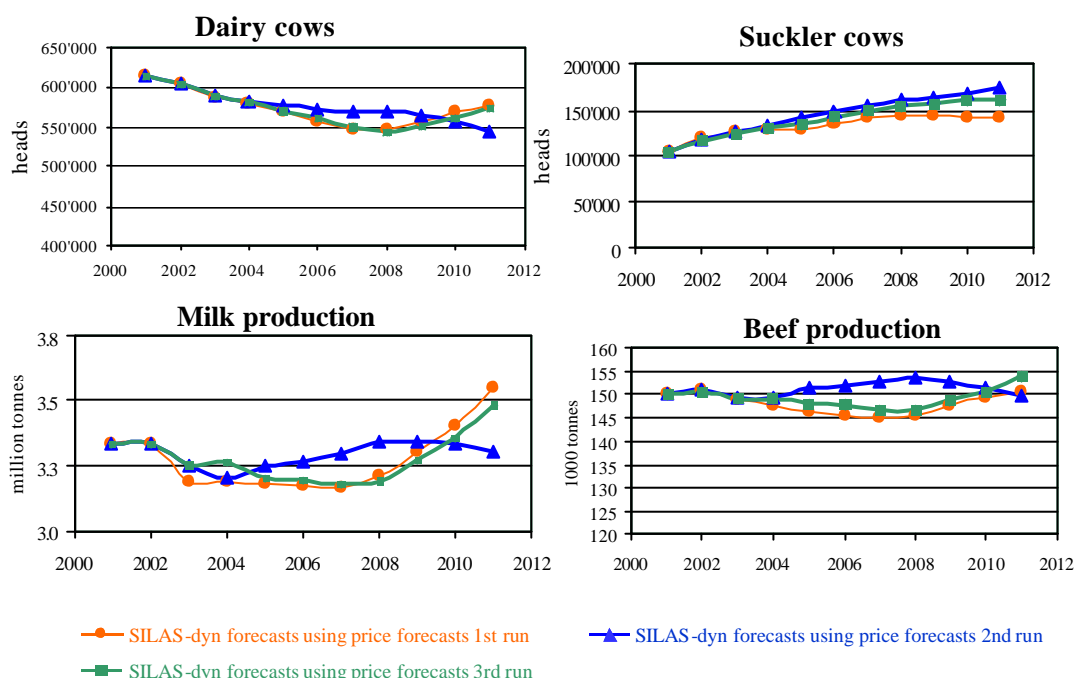 Dairy cows
650'000
600'000
550'000
500'000
450'000
400'000
heads
2000 2002 2004 2006 2008 2010 2012
Suckler cows
200'000
150'000
100'000
50'000
0
heads
2000 2002 2004 2006 2008 2010 2012
Milk production
3.8
3.5
3.3
3.0
million tonnes
2000 2002 2004 2006 2008 2010 2012
Beef production
160
155
150
145
140
135
130
125
120
1000 tonnes
2000 2002 2004 2006 2008 2010 2012
SILAS-dyn forecasts using price forecasts 1st run
SILAS-dyn forecasts using price forecasts 2nd run
SILAS-dyn forecasts using price forecasts 3rd run